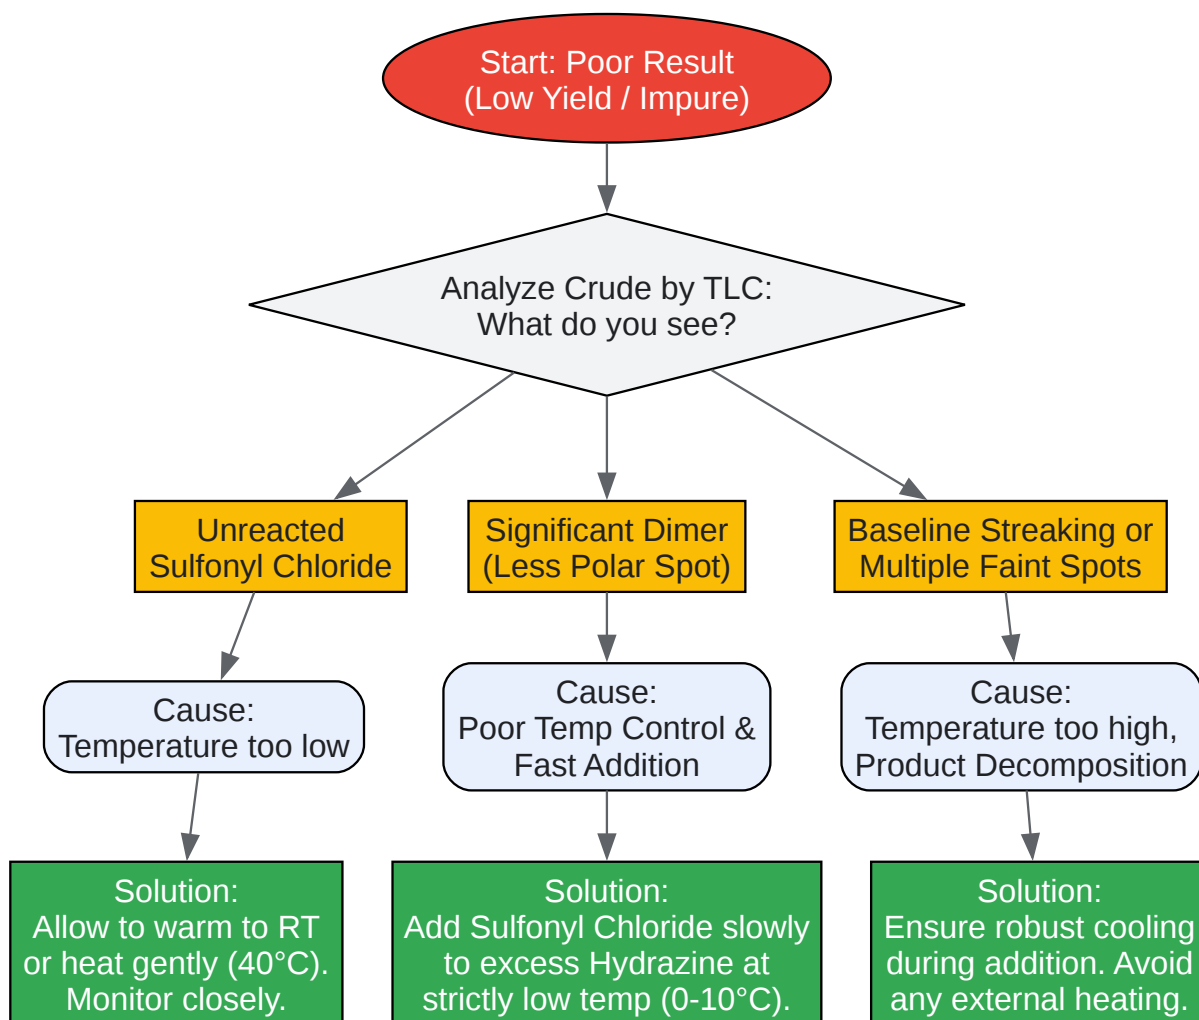 Start: Poor Result
(Low Yield / Impure)
Analyze Crude by TLC:
What do you see?
Unreacted
Sulfonyl Chloride
Significant Dimer
(Less Polar Spot)
Baseline Streaking or
Multiple Faint Spots
Cause:
Temperature too low
Cause:
Poor Temp Control &
Fast Addition
Cause:
Temperature too high,
Product Decomposition
Solution:
Allow to warm to RT
or heat gently (40°C).
Monitor closely.
Solution:
Add Sulfonyl Chloride slowly
to excess Hydrazine at
strictly low temp (0-10°C).
Solution:
Ensure robust cooling
during addition. Avoid
any external heating.